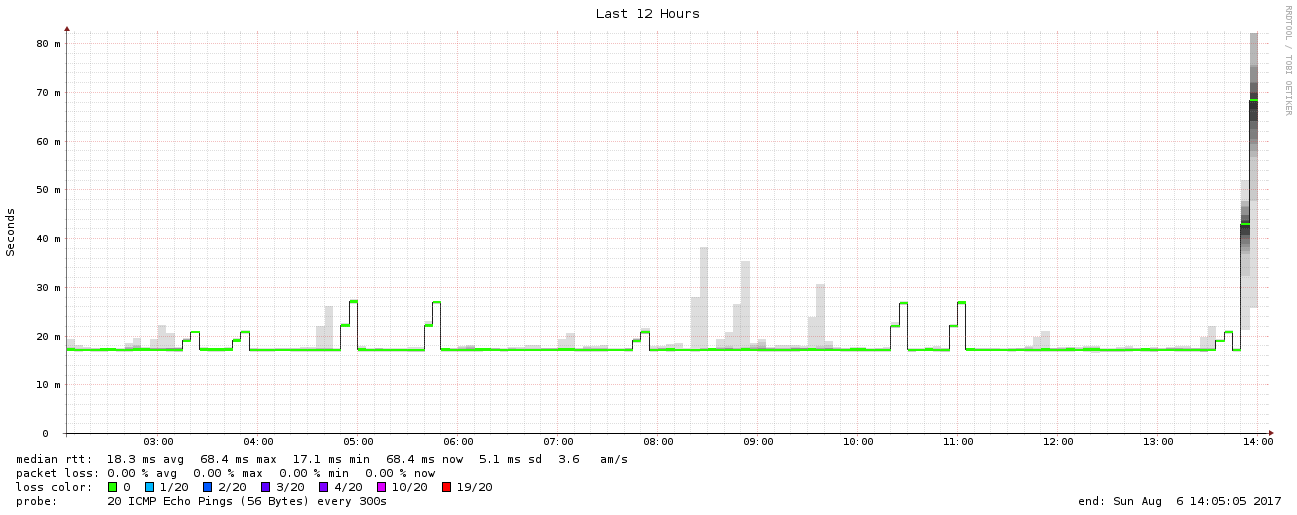 Last 12 Hours
RRDTOOL / TOBI OETIKER
Seconds
80 m
70 m
60 m
50 m
40 m
30 m
20 m
10 m
0
03:00 04:00 05:00 06:00 07:00 08:00 09:00 10:00 11:00 12:00 13:00 14:00
median rtt: 18.3 ms avg 68.4 ms max 17.1 ms min 68.4 ms now 5.1 ms sd 3.6 am/s
packet loss: 0.00 % avg 0.00 % max 0.00 % min 0.00 % now
loss color: 0 1/20 2/20 3/20 4/20 10/20 19/20
probe: 20 ICMP Echo Pings (56 Bytes) every 300s end: Sun Aug 6 14:05:05 2017